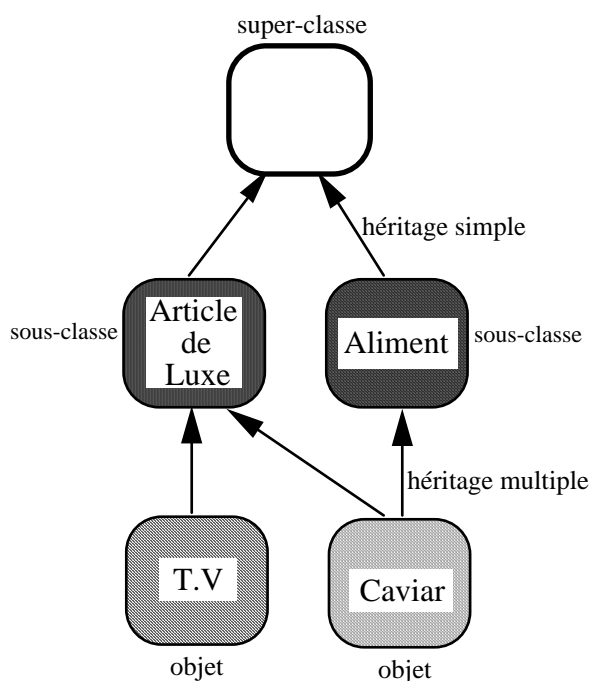 super-classe
héritage simple
sous-classe
Article
de
Luxe
Aliment
sous-classe
héritage multiple
T.V
Caviar
objet
objet